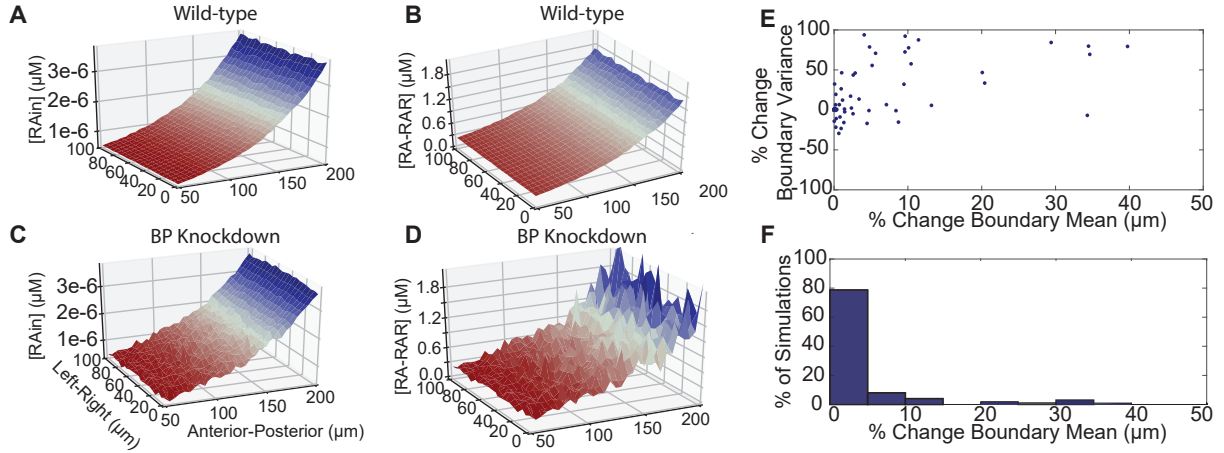 A
Wild-type
[RAin] (µM)
3e-6
2e-6
1e-6
100
80
60
40
20
0
50
100
150
200
B
Wild-type
[RA-RAR] (µM)
1.8
1.2
0.6
0.0
100
80
60
40
20
0
50
100
150
200
C
BP Knockdown
[RAin] (µM)
3e-6
2e-6
1e-6
100
80
60
40
20
0
50
100
150
200
Left-Right (µm)
Anterior-Posterior (µm)
D
BP Knockdown
[RA-RAR] (µM)
1.8
1.2
0.6
0.0
100
80
60
40
20
0
50
100
150
200
E
% Change
Boundary Variance
100
50
0
-50
-100
0
10
20
30
40
50
% Change Boundary Mean (µm)
F
% of Simulations
100
80
60
40
20
0
0
10
20
30
40
50
% Change Boundary Mean (µm)